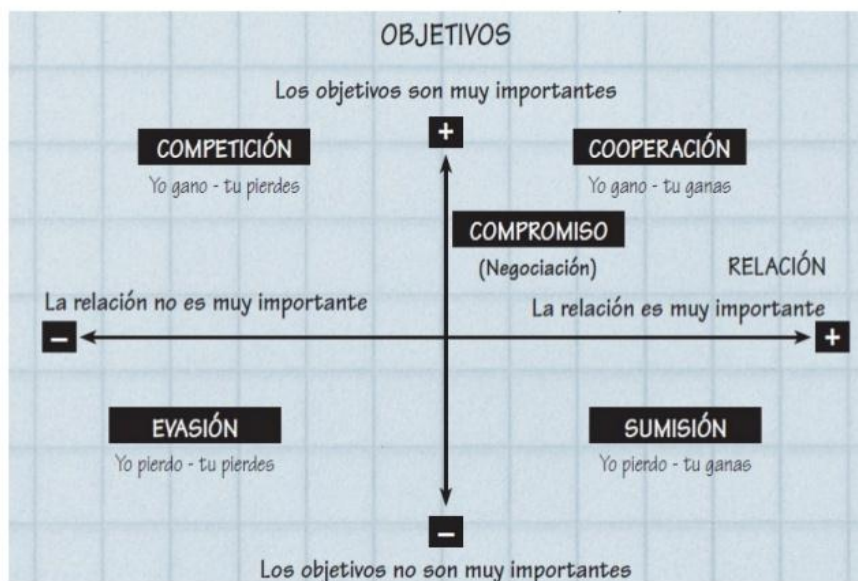 OBJETIVOS
Los objetivos son muy importantes
+
COMPETICIÓN
COOPERACIÓN
Yo gano - tu pierdes
Yo gano - tu ganas
COMPROMISO
(Negociación)
RELACIÓN
La relación no es muy importante
La relación es muy importante
–
+
EVASIÓN
SUMISIÓN
Yo pierdo - tu pierdes
Yo pierdo - tu ganas
–
Los objetivos no son muy importantes